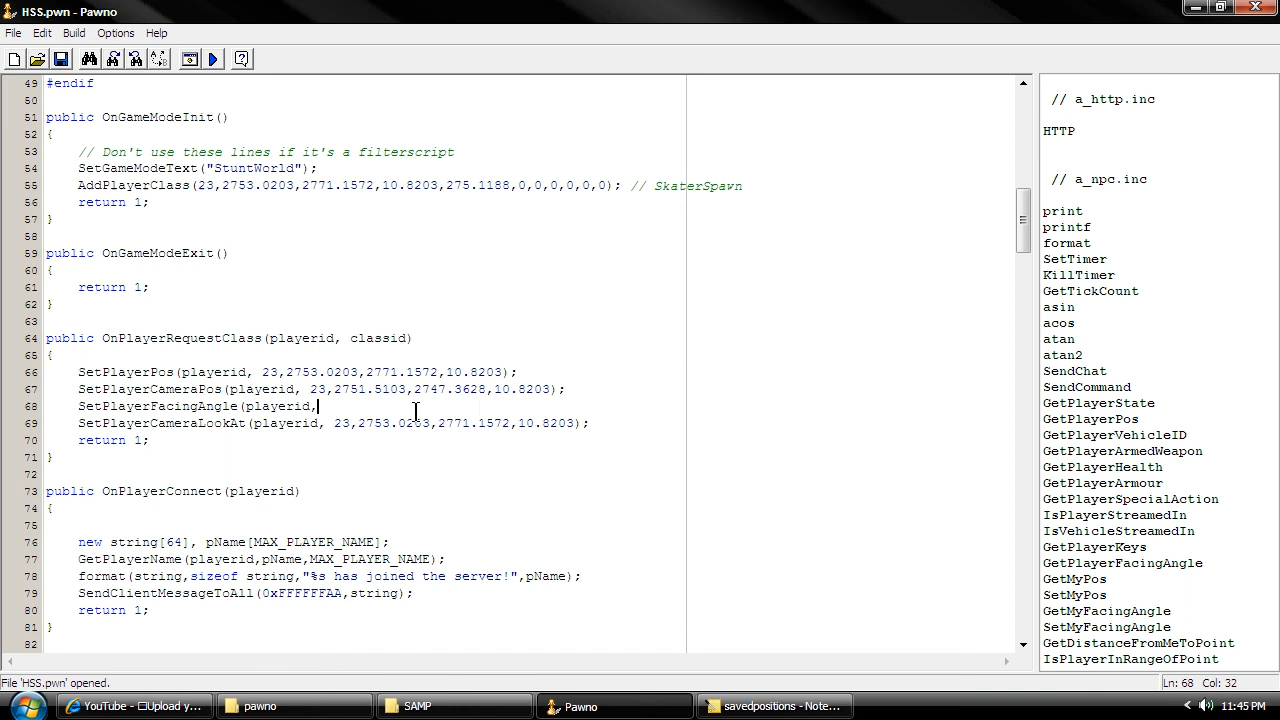 HSS.pwn - Pawno
File Edit Build Options Help
49 #endif
50
51 public OnGameModeInit()
52 {
53 // Don't use these lines if it's a filterscript
54 SetGameModeText("StuntWorld");
55 AddPlayerClass(23,2753.0203,2771.1572,10.8203,275.1188,0,0,0,0,0,0); // SkaterSpawn
56 return 1;
57 }
58
59 public OnGameModeExit()
60 {
61 return 1;
62 }
63
64 public OnPlayerRequestClass(playerid, classid)
65 {
66 SetPlayerPos(playerid, 23,2753.0203,2771.1572,10.8203);
67 SetPlayerCameraPos(playerid, 23,2751.5103,2747.3628,10.8203);
68 SetPlayerFacingAngle(playerid,
69 SetPlayerCameraLookAt(playerid, 23,2753.0203,2771.1572,10.8203);
70 return 1;
71 }
72
73 public OnPlayerConnect(playerid)
74 {
75
76 new string[64], pName[MAX_PLAYER_NAME];
77 GetPlayerName(playerid,pName,MAX_PLAYER_NAME);
78 format(string,sizeof string,"%s has joined the server!",pName);
79 SendClientMessageToAll(0xFFFFFFAA,string);
80 return 1;
81 }
82
// a_http.inc
HTTP
// a_npc.inc
print
printf
format
SetTimer
KillTimer
GetTickCount
asin
acos
atan
atan2
SendChat
SendCommand
GetPlayerState
GetPlayerPos
GetPlayerVehicleID
GetPlayerArmedWeapon
GetPlayerHealth
GetPlayerArmour
GetPlayerSpecialAction
IsPlayerStreamedIn
IsVehicleStreamedIn
GetPlayerKeys
GetPlayerFacingAngle
GetMyPos
SetMyPos
GetMyFacingAngle
SetMyFacingAngle
GetDistanceFromMeToPoint
IsPlayerInRangeOfPoint
File 'HSS.pwn' opened.
Ln: 68 Col: 32
YouTube - □Upload y...
pawno
SAMP
Pawno
savedpositions - Note...
11:45 PM